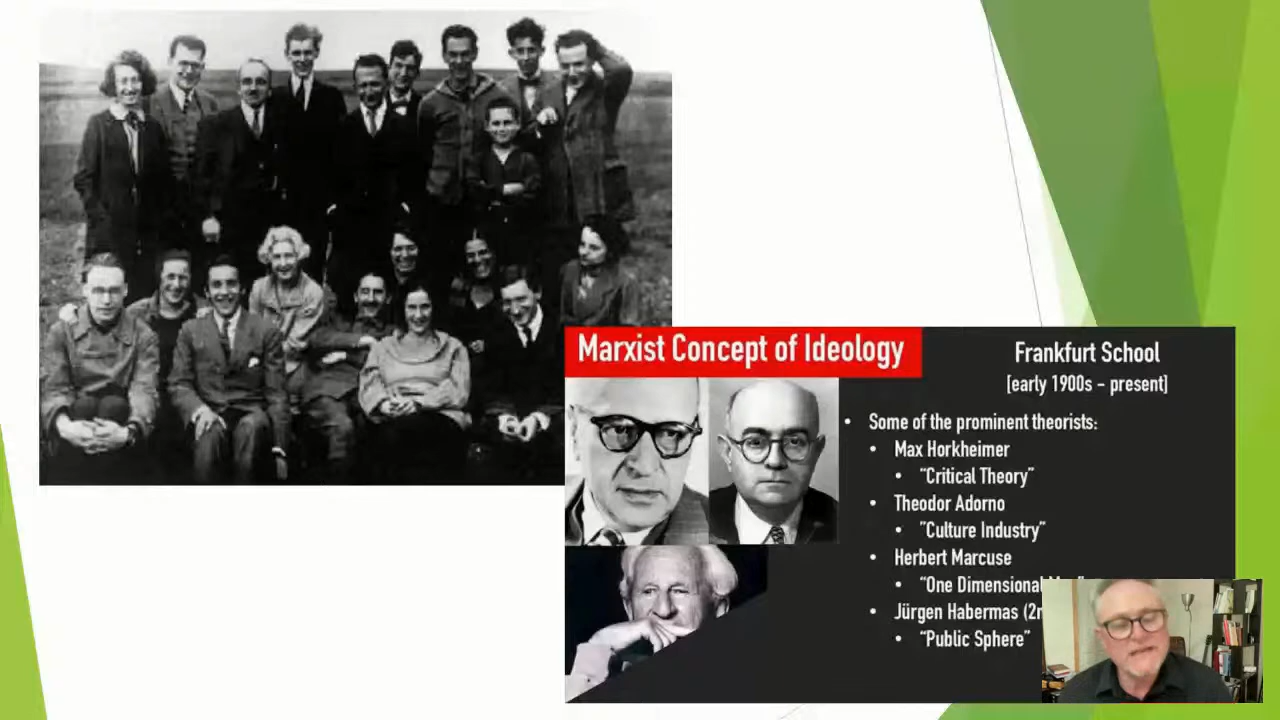 Marxist Concept of Ideology
Frankfurt School
[early 1900s - present]
• Some of the prominent theorists:
• Max Horkheimer
• “Critical Theory”
• Theodor Adorno
• ”Culture Industry”
• Herbert Marcuse
• “One Dimensional
• Jürgen Habermas
• “Public Sphere”